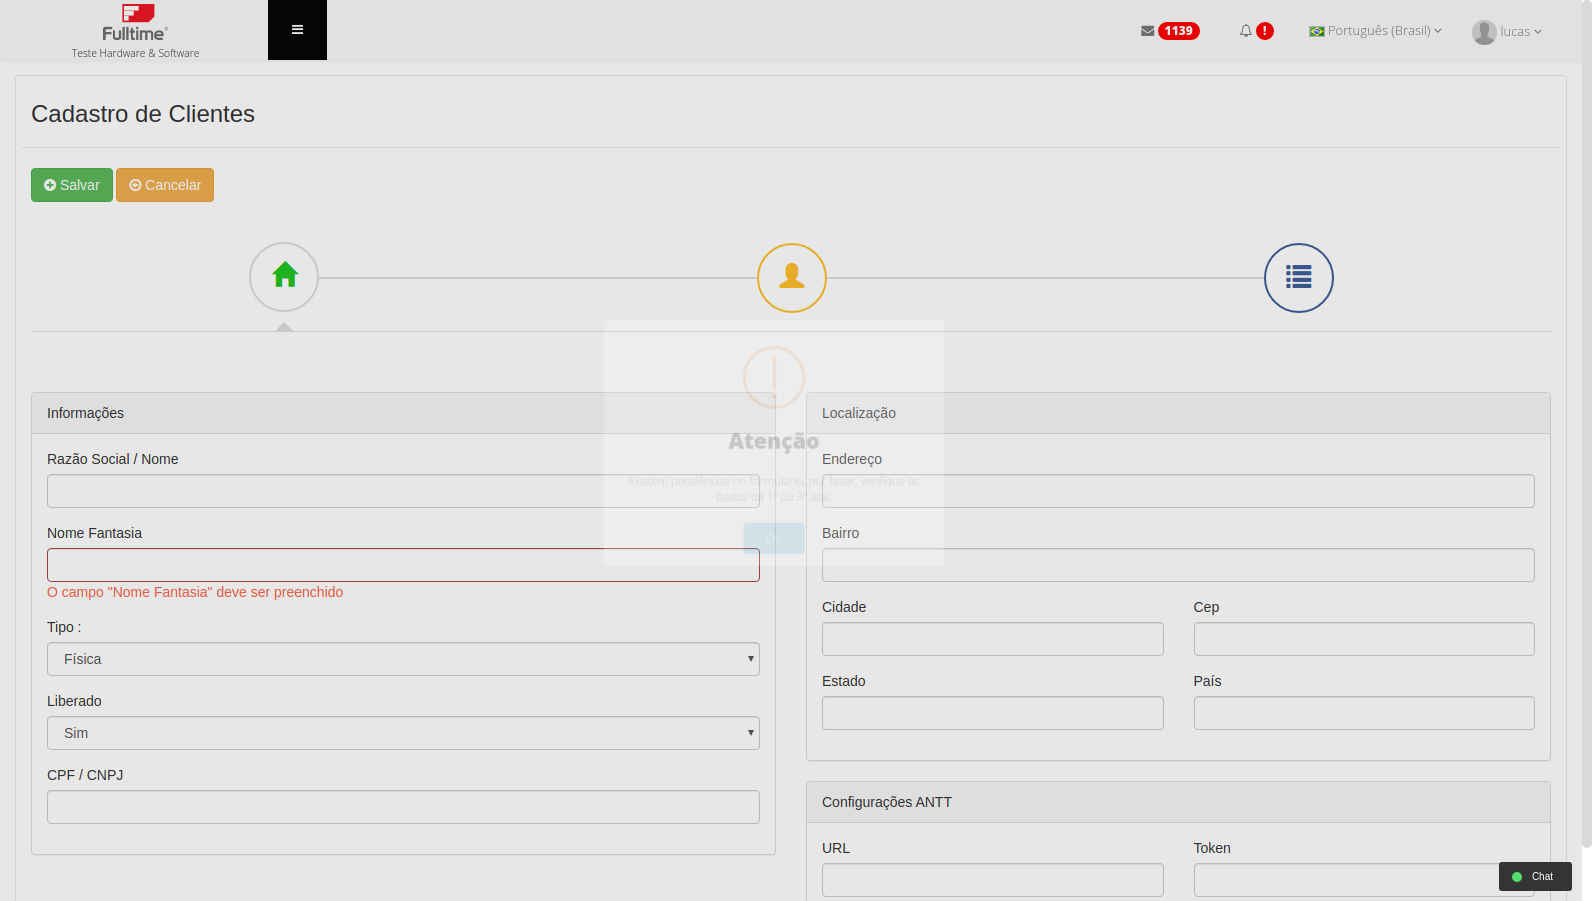 Fulltime
Teste Hardware & Software
1139
!
Português (Brasil)
lucas
Cadastro de Clientes
Salvar
Cancelar
Atenção
Existem pendências no formulário, por favor, verifique os
dados da 1ª ou 3ª aba.
Informações
Razão Social / Nome
Nome Fantasia
O campo "Nome Fantasia" deve ser preenchido
Tipo :
Física
Liberado
Sim
CPF / CNPJ
Localização
Endereço
Bairro
Cidade
Cep
Estado
País
Configurações ANTT
URL
Token
Chat